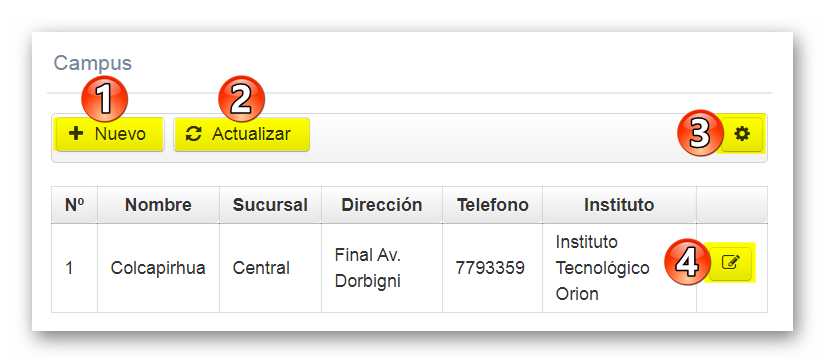 Campus
1 2
Nuevo Actualizar 3
Nº Nombre Sucursal Dirección Telefono Instituto
1 Colcapirhua Central Final Av. Dorbigni 7793359 Instituto Tecnológico Orion 4